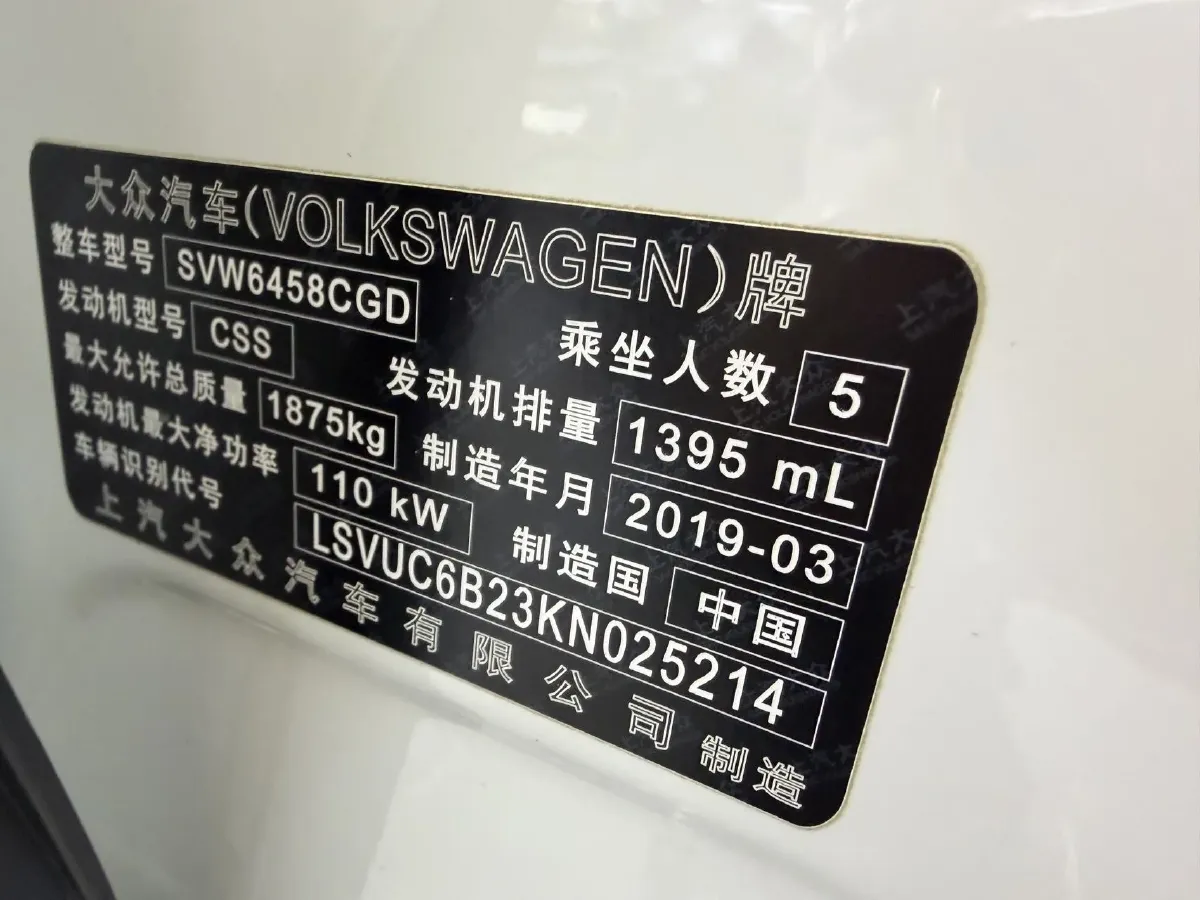 大众汽车(VOLKSWAGEN)牌
整车型号 SVW6458CGD 乘坐人数 5
发动机型号 CSS 发动机排量 1395 mL
最大允许总质量 1875kg 制造年月 2019-03
发动机最大净功率 110 kW 制造国 中国
车辆识别代号 LSVUC6B23KN025214
上汽大众汽车有限公司制造